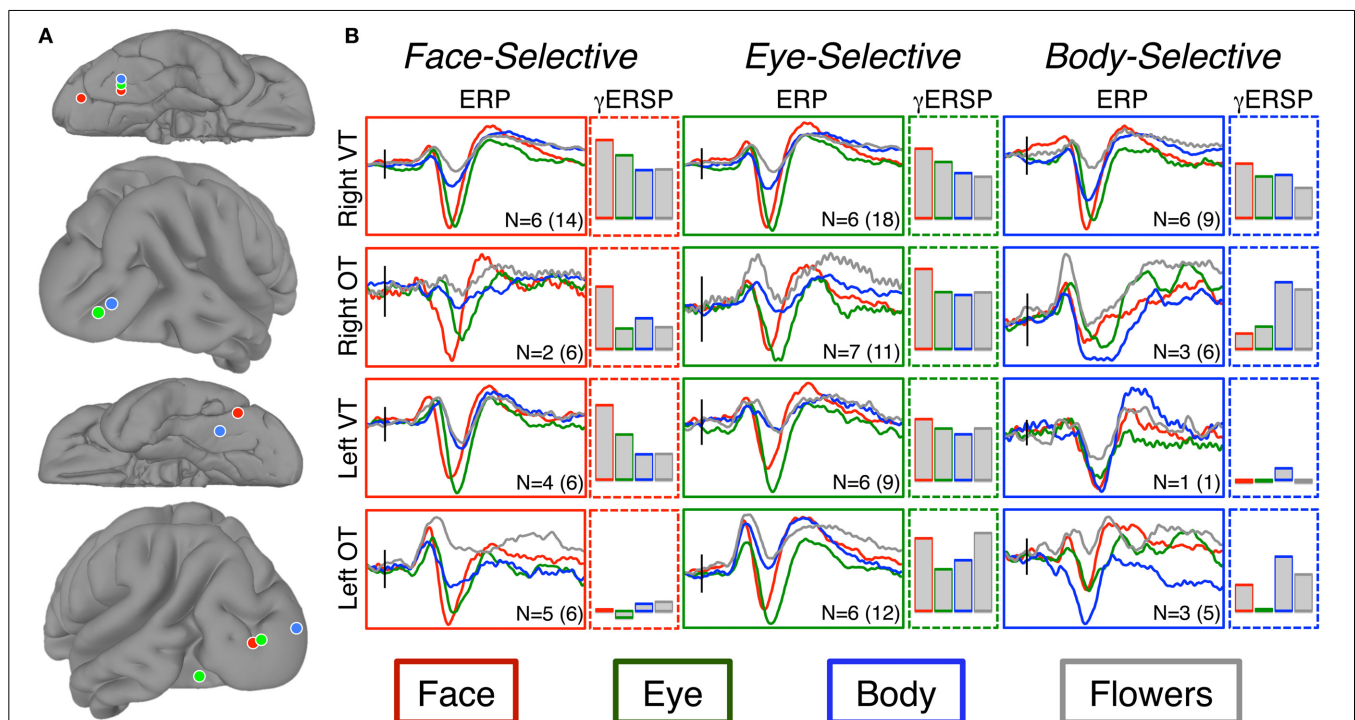 A
B
Face-Selective Eye-Selective Body-Selective
ERP γERSP ERP γERSP ERP γERSP
Right VT
N=6 (14) N=6 (18) N=6 (9)
Right OT
N=2 (6) N=7 (11) N=3 (6)
Left VT
N=4 (6) N=6 (9) N=1 (1)
Left OT
N=5 (6) N=6 (12) N=3 (5)
Face Eye Body Flowers